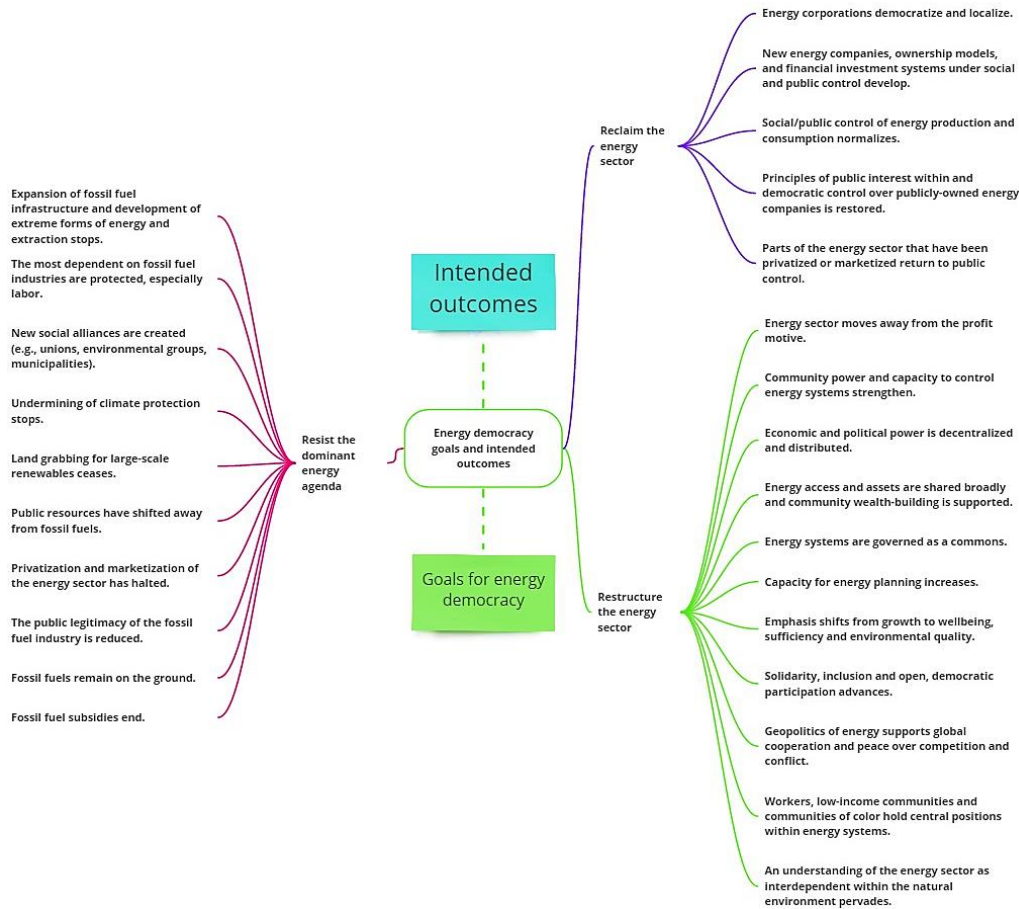 Energy corporations democratize and localize.
New energy companies, ownership models,
and financial investment systems under social
and public control develop.
Reclaim the
energy
sector
Social/public control of energy production and
consumption normalizes.
Principles of public interest within and
democratic control over publicly-owned energy
companies is restored.
Parts of the energy sector that have been
privatized or marketized return to public
control.
Expansion of fossil fuel
infrastructure and development of
extreme forms of energy and
extraction stops.
The most dependent on fossil fuel
industries are protected, especially
labor.
New social alliances are created
(e.g., unions, environmental groups,
municipalities).
Undermining of climate protection
stops.
Land grabbing for large-scale
renewables ceases.
Public resources have shifted away
from fossil fuels.
Privatization and marketization of
the energy sector has halted.
The public legitimacy of the fossil
fuel industry is reduced.
Fossil fuels remain on the ground.
Fossil fuel subsidies end.
Resist the
dominant
energy
agenda
Intended
outcomes
Energy democracy
goals and intended
outcomes
Goals for energy
democracy
Restructure
the energy
sector
Energy sector moves away from the profit
motive.
Community power and capacity to control
energy systems strengthen.
Economic and political power is decentralized
and distributed.
Energy access and assets are shared broadly
and community wealth-building is supported.
Energy systems are governed as a commons.
Capacity for energy planning increases.
Emphasis shifts from growth to wellbeing,
sufficiency and environmental quality.
Solidarity, inclusion and open, democratic
participation advances.
Geopolitics of energy supports global
cooperation and peace over competition and
conflict.
Workers, low-income communities and
communities of color hold central positions
within energy systems.
An understanding of the energy sector as
interdependent within the natural
environment pervades.